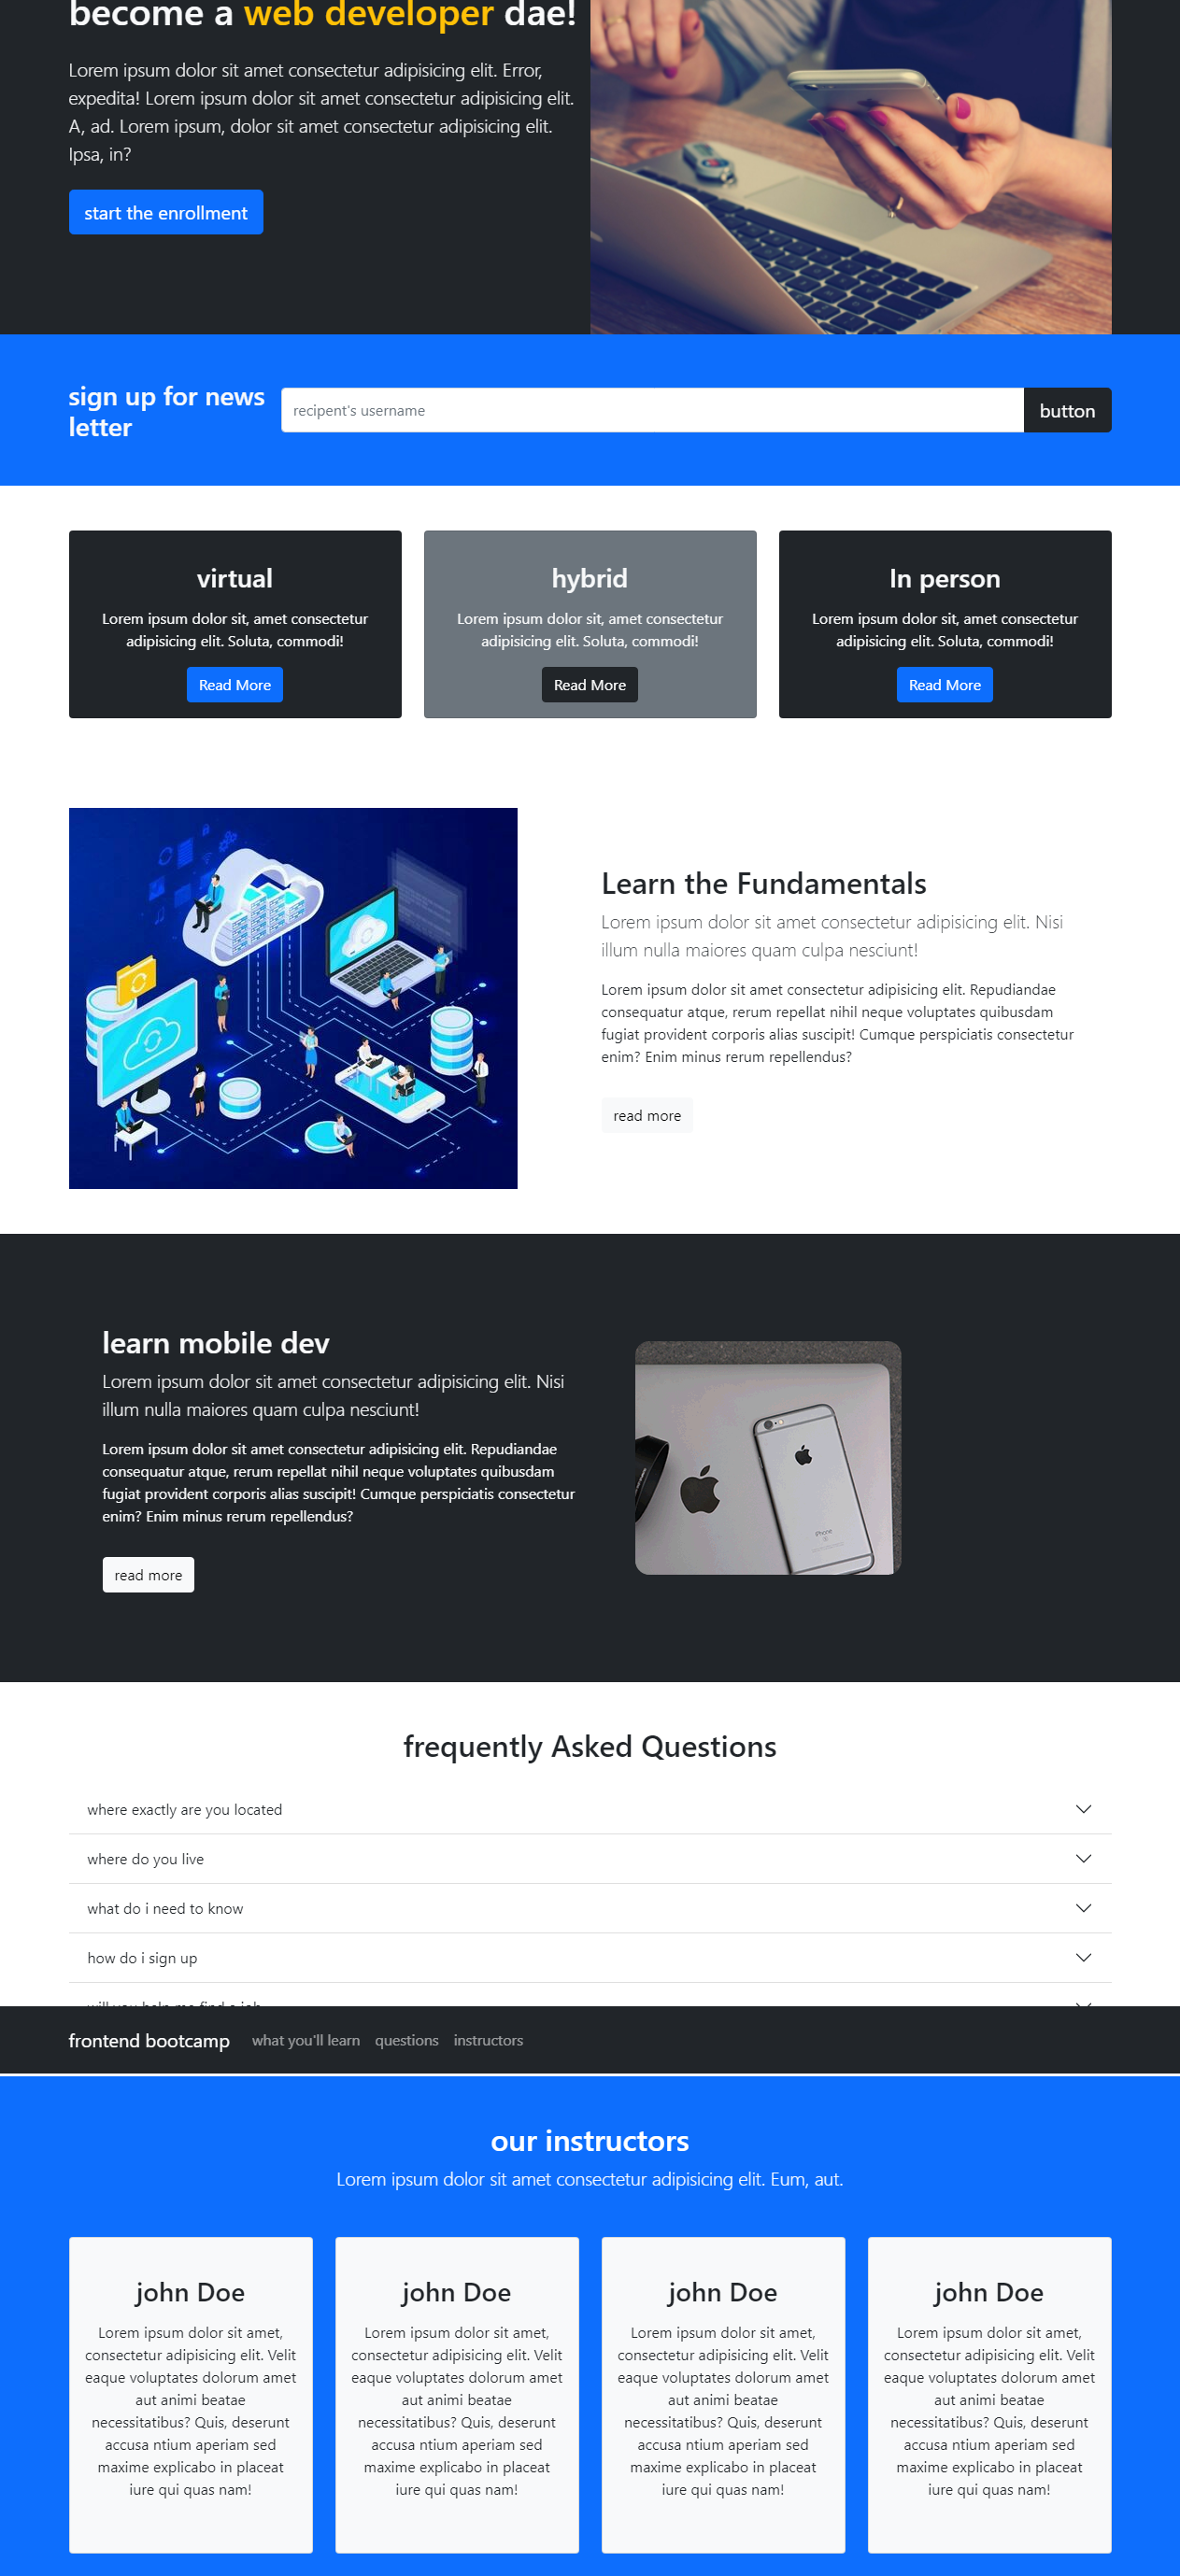 become a web developer dae!
Lorem ipsum dolor sit amet consectetur adipisicing elit. Error,
expedita! Lorem ipsum dolor sit amet consectetur adipisicing elit.
A, ad. Lorem ipsum, dolor sit amet consectetur adipisicing elit.
Ipsa, in?
start the enrollment
sign up for news
letter
recipent's username
button
virtual
Lorem ipsum dolor sit, amet consectetur
adipisicing elit. Soluta, commodi!
Read More
hybrid
Lorem ipsum dolor sit, amet consectetur
adipisicing elit. Soluta, commodi!
Read More
In person
Lorem ipsum dolor sit, amet consectetur
adipisicing elit. Soluta, commodi!
Read More
Learn the Fundamentals
Lorem ipsum dolor sit amet consectetur adipisicing elit. Nisi
illum nulla maiores quam culpa nesciunt!
Lorem ipsum dolor sit amet consectetur adipisicing elit. Repudiandae
consequatur atque, rerum repellat nihil neque voluptates quibusdam
fugiat provident corporis alias suscipit! Cumque perspiciatis consectetur
enim? Enim minus rerum repellendus?
read more
learn mobile dev
Lorem ipsum dolor sit amet consectetur adipisicing elit. Nisi
illum nulla maiores quam culpa nesciunt!
Lorem ipsum dolor sit amet consectetur adipisicing elit. Repudiandae
consequatur atque, rerum repellat nihil neque voluptates quibusdam
fugiat provident corporis alias suscipit! Cumque perspiciatis consectetur
enim? Enim minus rerum repellendus?
read more
iPhone
frequently Asked Questions
where exactly are you located
where do you live
what do i need to know
how do i sign up
will you help me find a job
frontend bootcamp
what you'll learn
questions
instructors
our instructors
Lorem ipsum dolor sit amet consectetur adipisicing elit. Eum, aut.
john Doe
Lorem ipsum dolor sit amet,
consectetur adipisicing elit. Velit
eaque voluptates dolorum amet
aut animi beatae
necessitatibus? Quis, deserunt
accusa ntium aperiam sed
maxime explicabo in placeat
iure qui quas nam!
john Doe
Lorem ipsum dolor sit amet,
consectetur adipisicing elit. Velit
eaque voluptates dolorum amet
aut animi beatae
necessitatibus? Quis, deserunt
accusa ntium aperiam sed
maxime explicabo in placeat
iure qui quas nam!
john Doe
Lorem ipsum dolor sit amet,
consectetur adipisicing elit. Velit
eaque voluptates dolorum amet
aut animi beatae
necessitatibus? Quis, deserunt
accusa ntium aperiam sed
maxime explicabo in placeat
iure qui quas nam!
john Doe
Lorem ipsum dolor sit amet,
consectetur adipisicing elit. Velit
eaque voluptates dolorum amet
aut animi beatae
necessitatibus? Quis, deserunt
accusa ntium aperiam sed
maxime explicabo in placeat
iure qui quas nam!